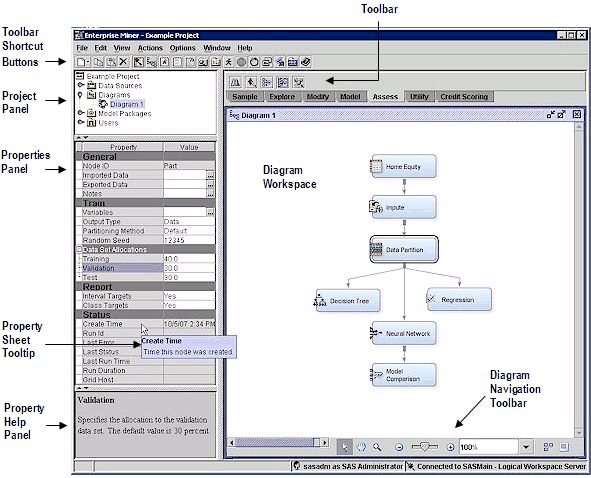 Toolbar
Toolbar
Shortcut
Buttons
Project
Panel
Properties
Panel
Property
Sheet
Tooltip
Property
Help
Panel
Enterprise Miner - Example Project
File Edit View Actions Options Window Help
Example Project
Data Sources
Diagrams
Diagram 1
Model Packages
Users
Sample Explore Modify Model Assess Utility Credit Scoring
Property Value
General
Node ID Part
Imported Data ...
Exported Data ...
Notes ...
Train
Variables ...
Output Type Data
Partitioning Method Default
Random Seed 12345
Data Set Allocations
Training 40.0
Validation 30.0
Test 30.0
Report
Interval Targets Yes
Class Targets Yes
Status
Create Time 10/5/07 2:34 PM
Run Id
Last Error
Last Status
Last Run Time
Run Duration
Grid Host
Create Time
Time this node was created
Validation
Specifies the allocation to the validation
data set. The default value is 30 percent.
Diagram 1
Diagram
Workspace
Home Equity
Impute
Data Partition
Decision Tree
Regression
Neural Network
Model
Comparison
Diagram
Navigation
Toolbar
100%
sasadm as SAS Administrator
Connected to SASMain - Logical Workspace Server